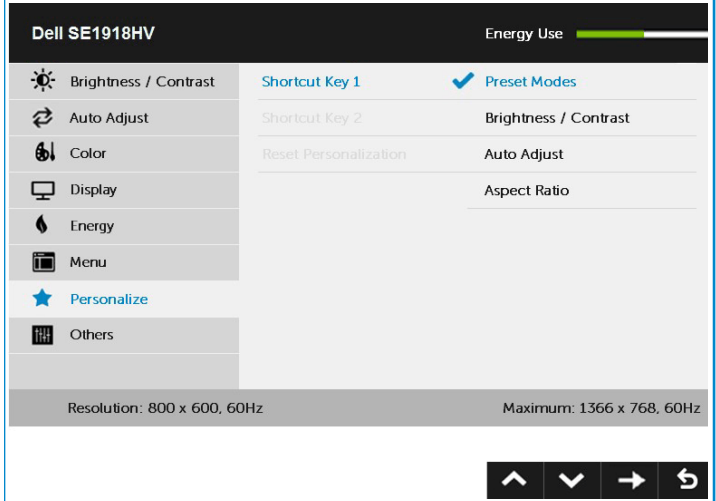 Dell SE1918HV
Energy Use
Brightness / Contrast
Auto Adjust
Color
Display
Energy
Menu
Personalize
Others
Shortcut Key 1
Shortcut Key 2
Reset Personalization
Preset Modes
Brightness / Contrast
Auto Adjust
Aspect Ratio
Resolution: 800 x 600, 60Hz
Maximum: 1366 x 768, 60Hz